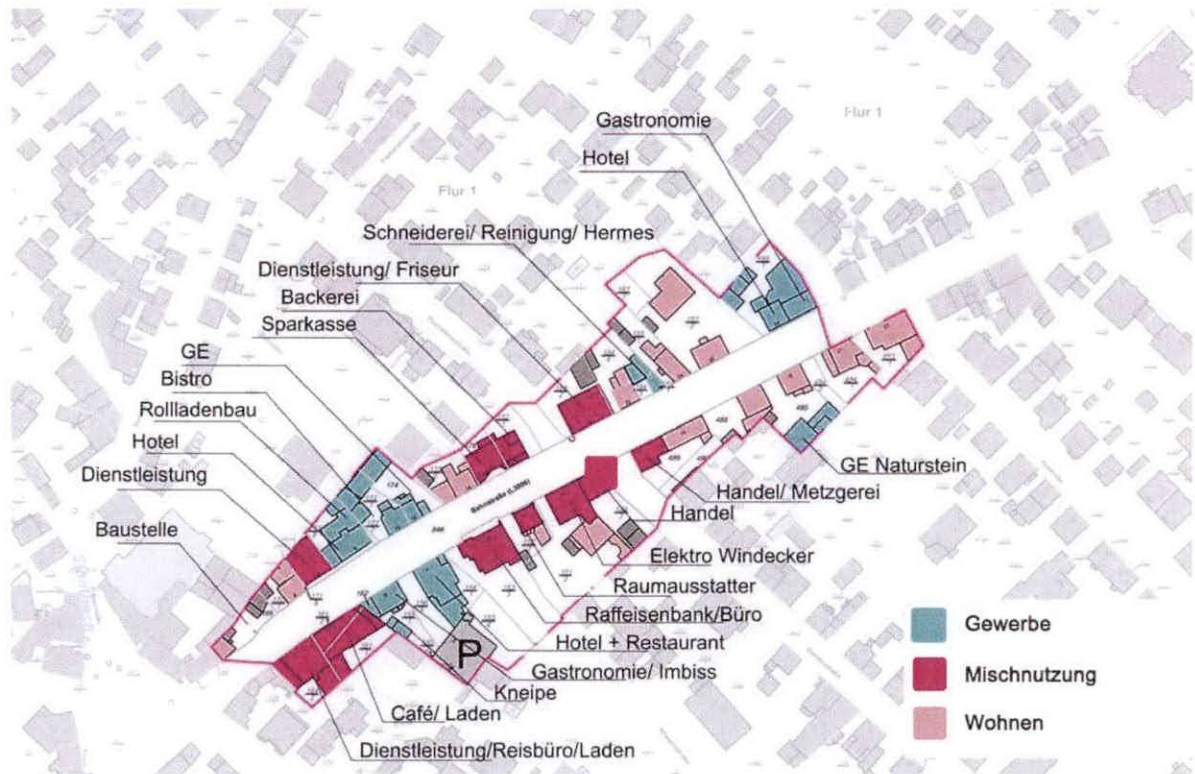 Gastronomie
Flur 1
Hotel
Flur 1
Schneiderei/ Reinigung/ Hermes
Dienstleistung/ Friseur
Backerei
Sparkasse
GE
Bistro
Rollladenbau
Hotel
Dienstleistung
Baustelle
Bahnstraße (L3006)
GE Naturstein
Handel/ Metzgerei
Handel
Elektro Windecker
Raumausstatter
Raffeisenbank/Büro
Hotel + Restaurant
P
Gastronomie/ Imbiss
Kneipe
Café/ Laden
Dienstleistung/Reisbüro/Laden
Gewerbe
Mischnutzung
Wohnen